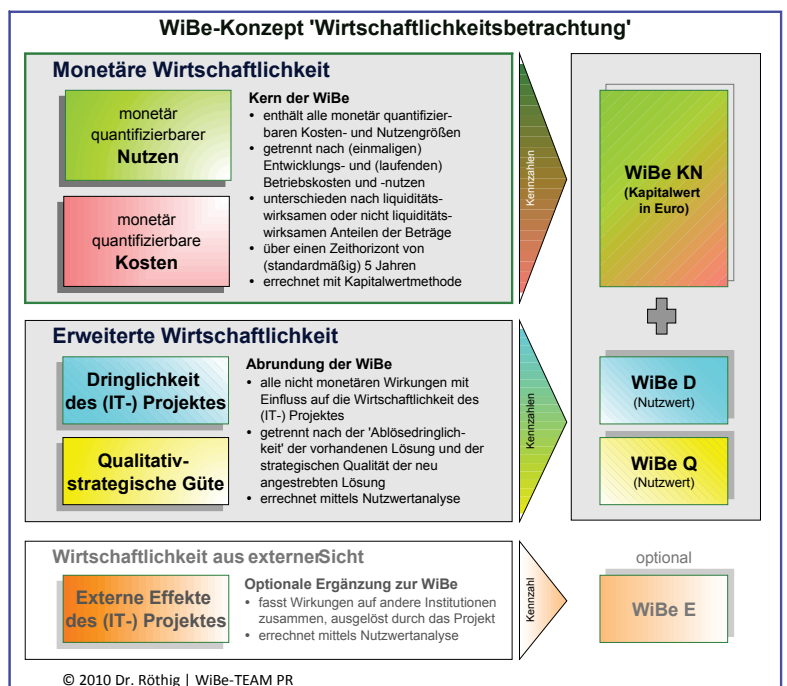 WiBe-Konzept 'Wirtschaftlichkeitsbetrachtung'
Monetäre Wirtschaftlichkeit
monetär
quantifizierbarer
Nutzen
monetär
quantifizierbare
Kosten
Kern der WiBe
• enthält alle monetär quantifizier-
baren Kosten- und Nutzengrößen
• getrennt nach (einmaligen)
Entwicklungs- und (laufenden)
Betriebskosten und -nutzen
• unterschieden nach liquiditäts-
wirksamen oder nicht liquiditäts-
wirksamen Anteilen der Beträge
• über einen Zeithorizont von
(standardmäßig) 5 Jahren
• errechnet mit Kapitalwertmethode
Kennzahlen
WiBe KN
(Kapitalwert
in Euro)
Erweiterte Wirtschaftlichkeit
Dringlichkeit
des (IT-) Projektes
Qualitativ-
strategische Güte
Abrundung der WiBe
• alle nicht monetären Wirkungen mit
Einfluss auf die Wirtschaftlichkeit des
(IT-) Projektes
• getrennt nach der 'Ablösedringlich-
keit' der vorhandenen Lösung und der
strategischen Qualität der neu
angestrebten Lösung
• errechnet mittels Nutzwertanalyse
Kennzahlen
WiBe D
(Nutzwert)
WiBe Q
(Nutzwert)
Wirtschaftlichkeit aus externerSicht
Externe Effekte
des (IT-) Projektes
Optionale Ergänzung zur WiBe
• fasst Wirkungen auf andere Institutionen
zusammen, ausgelöst durch das Projekt
• errechnet mittels Nutzwertanalyse
Kennzahl
optional
WiBe E
© 2010 Dr. Röthig | WiBe-TEAM PR